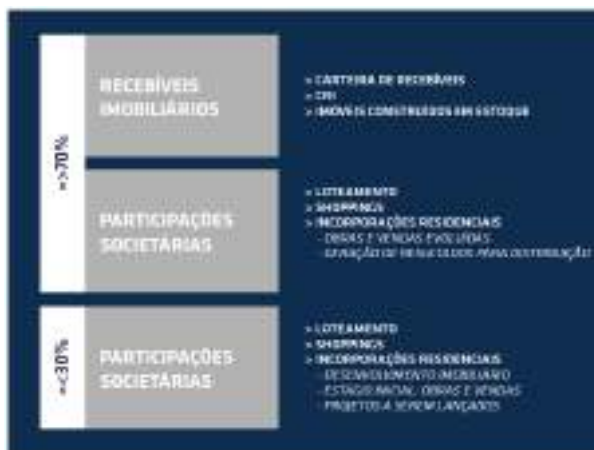 =>70%
RECEBÍVEIS
IMOBILIÁRIOS
> CARTEIRA DE RECEBÍVEIS
> CRI
> IMÓVEIS CONSTRUÍDOS EM ESTOQUE
PARTICIPAÇÕES
SOCIETÁRIAS
> LOTEAMENTO
> SHOPPINGS
> INCORPORAÇÕES RESIDENCIAIS
- OBRAS E VENDAS EVOLUÍDAS
- GERAÇÃO DE RESULTADOS PARA DISTRIBUIÇÃO
=<30%
PARTICIPAÇÕES
SOCIETÁRIAS
> LOTEAMENTO
> SHOPPINGS
> INCORPORAÇÕES RESIDENCIAIS
- DESENVOLVIMENTO IMOBILIÁRIO
- ESTÁGIO INICIAL: OBRAS E VENDAS
- PROJETOS A SEREM LANÇADOS